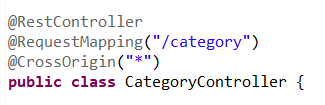 @RestController
@RequestMapping("/category")
@CrossOrigin("*")
public class CategoryController {